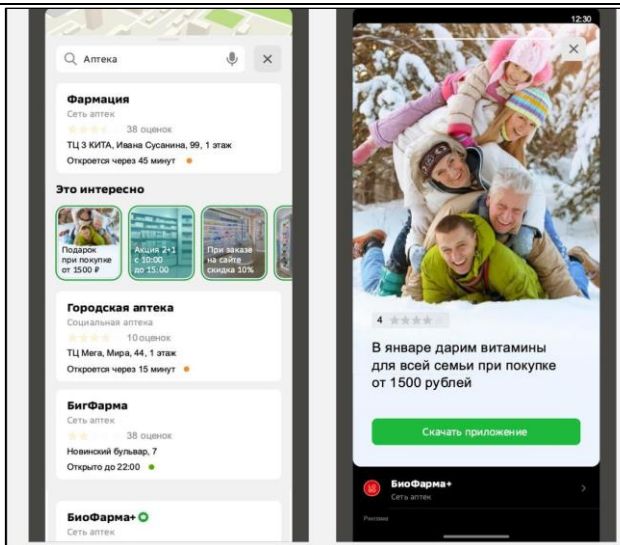 Аптека
Фармация
Сеть аптек
38 оценок
ТЦ 3 КИТА, Ивана Сусанина, 99, 1 этаж
Откроется через 45 минут
Это интересно
Подарок
при покупке
от 1500 ₽
Акция 2+1
с 10:00
до 15:00
При заказе
на сайте
скидка 10%
Городская аптека
Социальная аптека
10 оценок
ТЦ Мега, Мира, 44, 1 этаж
Откроется через 15 минут
БигФарма
Сеть аптек
38 оценок
Новинский бульвар, 7
Открыто до 22:00
БиоФарма+
Сеть аптек
12:30
4
В январе дарим витамины
для всей семьи при покупке
от 1500 рублей
Скачать приложение
БиоФарма+
Сеть аптек
Реклама